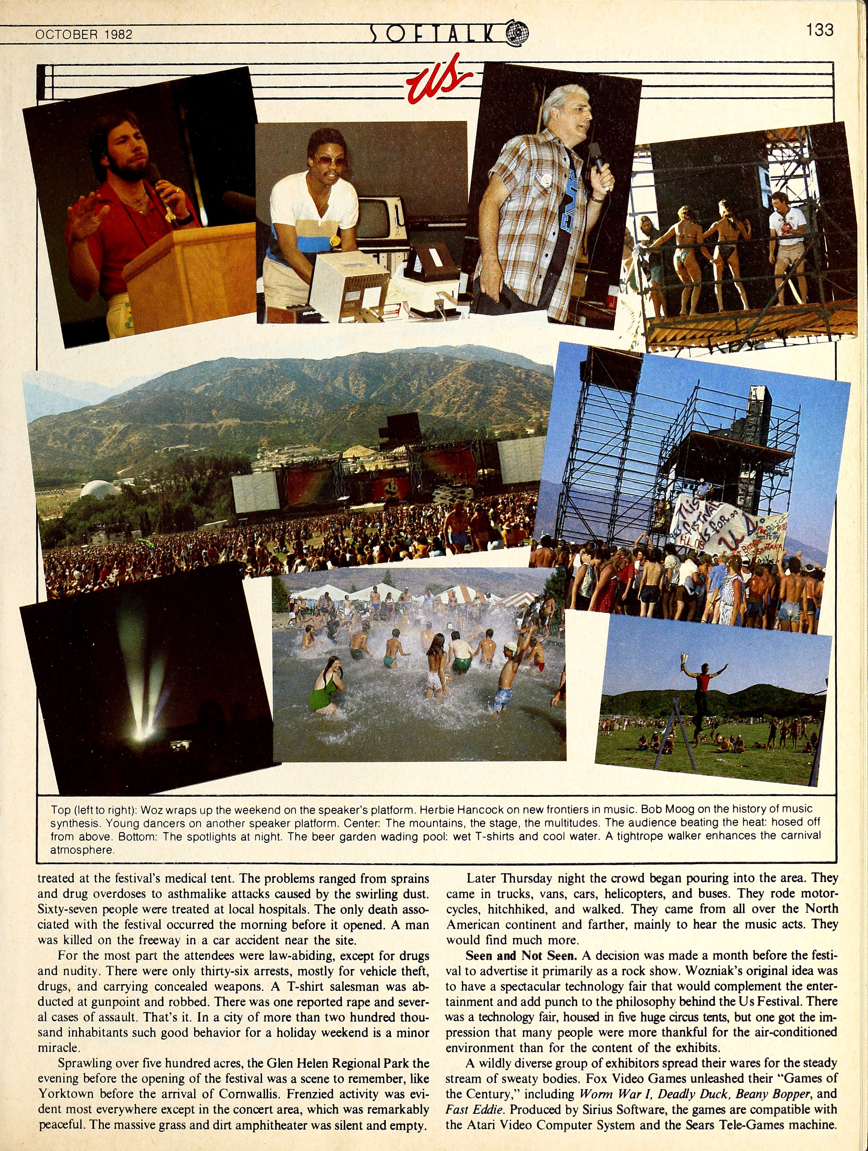 OCTOBER 1982
SOFTALK
133
us
THIS
FESTIVAL
IS FOR
U.S.
Top (left to right): Woz wraps up the weekend on the speaker's platform. Herbie Hancock on new frontiers in music. Bob Moog on the history of music
synthesis. Young dancers on another speaker platform. Center: The mountains, the stage, the multitudes. The audience beating the heat: hosed off
from above. Bottom: The spotlights at night. The beer garden wading pool: wet T-shirts and cool water. A tightrope walker enhances the carnival
atmosphere.
treated at the festival's medical tent. The problems ranged from sprains
and drug overdoses to asthmalike attacks caused by the swirling dust.
Sixty-seven people were treated at local hospitals. The only death asso-
ciated with the festival occurred the morning before it opened. A man
was killed on the freeway in a car accident near the site.
For the most part the attendees were law-abiding, except for drugs
and nudity. There were only thirty-six arrests, mostly for vehicle theft,
drugs, and carrying concealed weapons. A T-shirt salesman was ab-
ducted at gunpoint and robbed. There was one reported rape and sever-
al cases of assault. That's it. In a city of more than two hundred thou-
sand inhabitants such good behavior for a holiday weekend is a minor
miracle.
Sprawling over five hundred acres, the Glen Helen Regional Park the
evening before the opening of the festival was a scene to remember, like
Yorktown before the arrival of Cornwallis. Frenzied activity was evi-
dent most everywhere except in the concert area, which was remarkably
peaceful. The massive grass and dirt amphitheater was silent and empty.
Later Thursday night the crowd began pouring into the area. They
came in trucks, vans, cars, helicopters, and buses. They rode motor-
cycles, hitchhiked, and walked. They came from all over the North
American continent and farther, mainly to hear the music acts. They
would find much more.
Seen and Not Seen. A decision was made a month before the festi-
val to advertise it primarily as a rock show. Wozniak's original idea was
to have a spectacular technology fair that would complement the enter-
tainment and add punch to the philosophy behind the Us Festival. There
was a technology fair, housed in five huge circus tents, but one got the im-
pression that many people were more thankful for the air-conditioned
environment than for the content of the exhibits.
A wildly diverse group of exhibitors spread their wares for the steady
stream of sweaty bodies. Fox Video Games unleashed their "Games of
the Century," including Worm War I, Deadly Duck, Beany Bopper, and
Fast Eddie. Produced by Sirius Software, the games are compatible with
the Atari Video Computer System and the Sears Tele-Games machine.